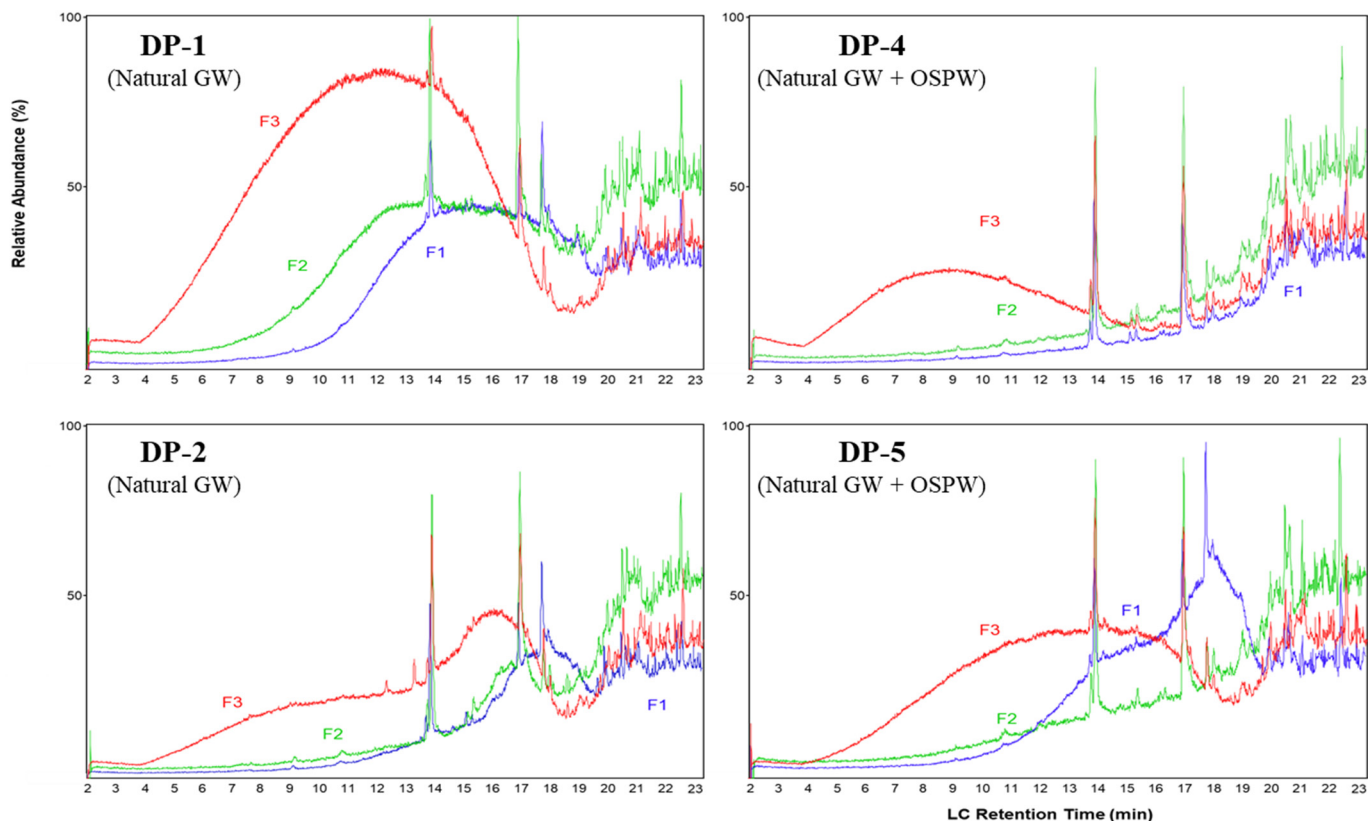 100
DP-1
(Natural GW)
F3
F2
F1
50
Relative Abundance (%)
2 3 4 5 6 7 8 9 10 11 12 13 14 15 16 17 18 19 20 21 22 23
100
DP-4
(Natural GW + OSPW)
F3
F2
F1
50
2 3 4 5 6 7 8 9 10 11 12 13 14 15 16 17 18 19 20 21 22 23
100
DP-2
(Natural GW)
F3
F2
F1
50
2 3 4 5 6 7 8 9 10 11 12 13 14 15 16 17 18 19 20 21 22 23
100
DP-5
(Natural GW + OSPW)
F3
F1
F2
50
2 3 4 5 6 7 8 9 10 11 12 13 14 15 16 17 18 19 20 21 22 23
LC Retention Time (min)